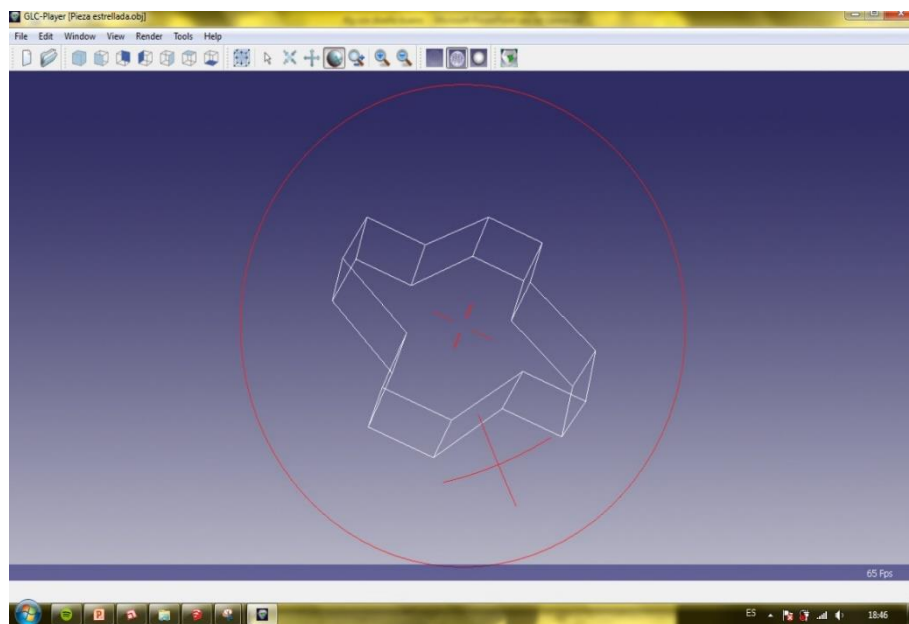 GLC-Player [Pieza estrellada.obj]
File Edit Window View Render Tools Help
65 Fps
ES 18:46